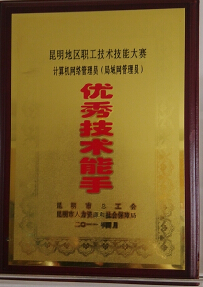 昆明地区职工技术技能大赛
计算机网络管理员（局域网管理员）
优秀技术能手
昆明市总工会
昆明市人力资源和社会保障局
二〇一一年